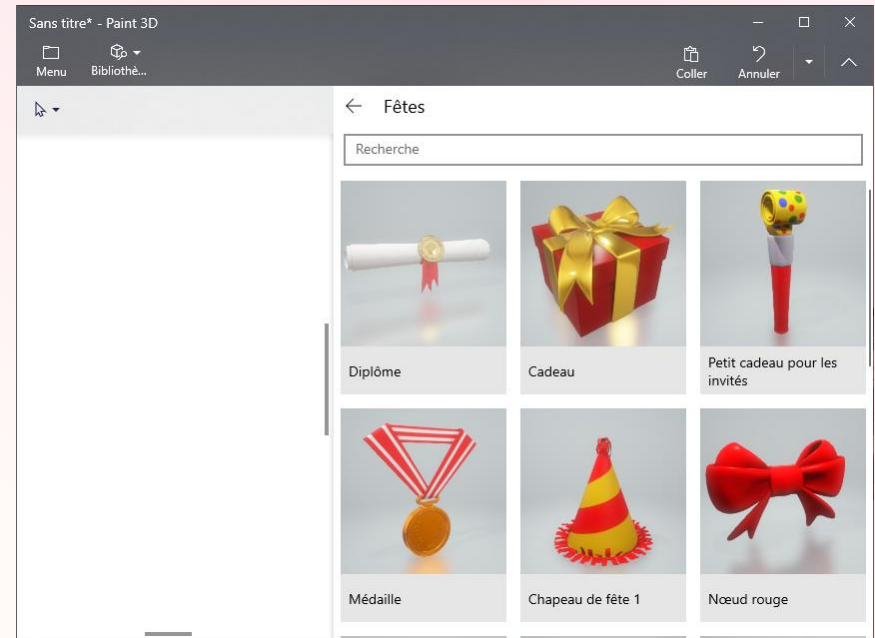 Sans titre* - Paint 3D
Menu
Bibliothè...
Coller
Annuler
Fêtes
Recherche
Diplôme
Cadeau
Petit cadeau pour les
invités
Médaille
Chapeau de fête 1
Nœud rouge